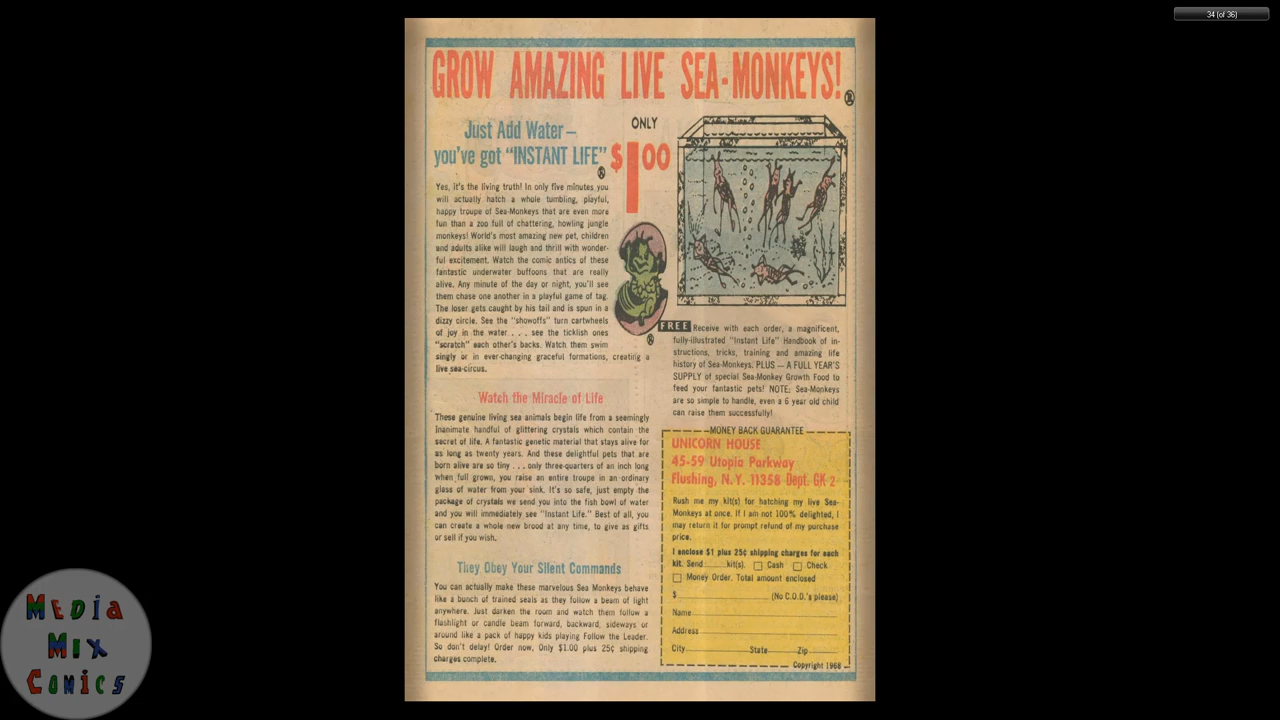 34 (of 36)
GROW AMAZING LIVE SEA-MONKEYS!®
Just Add Water –
you've got "INSTANT LIFE"®
ONLY
$1.00
Yes, it's the living truth! In only five minutes you
will actually hatch a whole tumbling, playful,
happy troupe of Sea-Monkeys that are even more
fun than a zoo full of chattering, howling jungle
monkeys! World's most amazing new pet, children
and adults alike will laugh and thrill with wonder-
ful excitement. Watch the comic antics of these
fantastic underwater buffoons that are really
alive. Any minute of the day or night, you'll see
them chase one another in a playful game of tag.
The loser gets caught by his tail and is spun in a
dizzy circle. See the "showoffs" turn cartwheels
of joy in the water . . . see the ticklish ones
"scratch" each other's backs. Watch them swim
singly or in ever-changing graceful formations, creating a
live sea-circus.
®
Watch the Miracle of Life
These genuine living sea animals begin life from a seemingly
inanimate handful of glittering crystals which contain the
secret of life. A fantastic genetic material that stays alive for
as long as twenty years. And these delightful pets that are
born alive are so tiny . . . only three-quarters of an inch long
when full grown, you raise an entire troupe in an ordinary
glass of water from your sink. It's so safe, just empty the
package of crystals we send you into the fish bowl of water
and you will immediately see "Instant Life." Best of all, you
can create a whole new brood at any time, to give as gifts
or sell if you wish.
They Obey Your Silent Commands
You can actually make these marvelous Sea Monkeys behave
like a bunch of trained seals as they follow a beam of light
anywhere. Just darken the room and watch them follow a
flashlight or candle beam forward, backward, sideways or
around like a pack of happy kids playing Follow the Leader.
So don't delay! Order now, Only $1.00 plus 25¢ shipping
charges complete.
FREE Receive with each order, a magnificent,
fully-illustrated "Instant Life" Handbook of in-
structions, tricks, training and amazing life
history of Sea-Monkeys. PLUS — A FULL YEAR'S
SUPPLY of special Sea-Monkey Growth Food to
feed your fantastic pets! NOTE: Sea-Monkeys
are so simple to handle, even a 6 year old child
can raise them successfully!
MONEY BACK GUARANTEE
UNICORN HOUSE
45-59 Utopia Parkway
Flushing, N.Y. 11358 Dept. GK-2
Rush me my kit(s) for hatching my live Sea-
Monkeys at once. If I am not 100% delighted, I
may return it for prompt refund of my purchase
price.
I enclose $1 plus 25¢ shipping charges for each
kit. Send kit(s). Cash Check
Money Order. Total amount enclosed
$ (No C.O.D.'s please)
Name
Address
City State Zip
Copyright 1968
MEDIA
MIX
COMICS